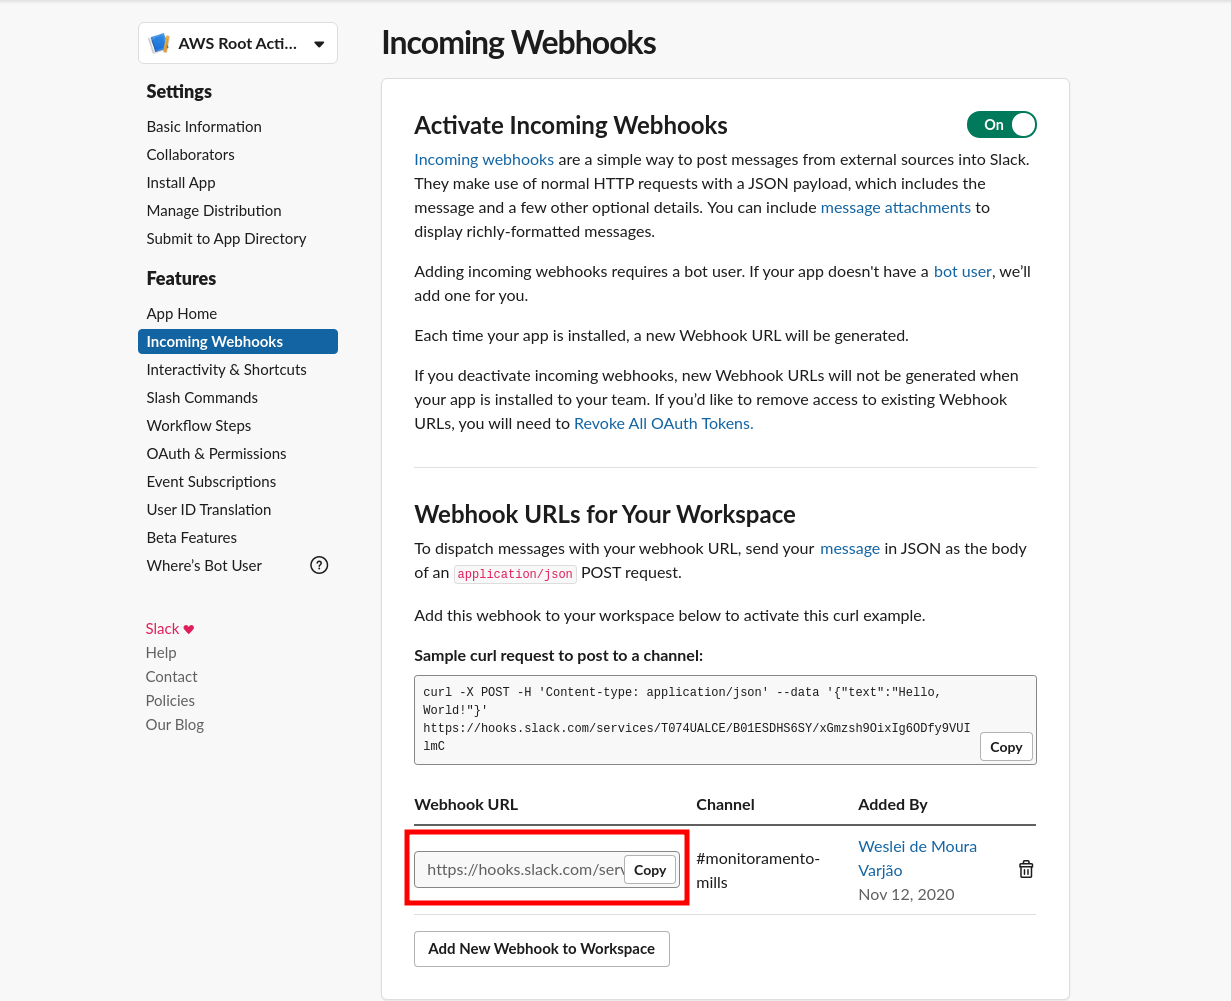 AWS Root Acti...
Settings
Basic Information
Collaborators
Install App
Manage Distribution
Submit to App Directory
Features
App Home
Incoming Webhooks
Interactivity & Shortcuts
Slash Commands
Workflow Steps
OAuth & Permissions
Event Subscriptions
User ID Translation
Beta Features
Where’s Bot User
?
Slack
Help
Contact
Policies
Our Blog
Incoming Webhooks
Activate Incoming Webhooks
On
Incoming webhooks are a simple way to post messages from external sources into Slack.
They make use of normal HTTP requests with a JSON payload, which includes the
message and a few other optional details. You can include message attachments to
display richly-formatted messages.
Adding incoming webhooks requires a bot user. If your app doesn't have a bot user, we’ll
add one for you.
Each time your app is installed, a new Webhook URL will be generated.
If you deactivate incoming webhooks, new Webhook URLs will not be generated when
your app is installed to your team. If you’d like to remove access to existing Webhook
URLs, you will need to Revoke All OAuth Tokens.
Webhook URLs for Your Workspace
To dispatch messages with your webhook URL, send your message in JSON as the body
of an application/json POST request.
Add this webhook to your workspace below to activate this curl example.
Sample curl request to post to a channel:
curl -X POST -H 'Content-type: application/json' --data '{"text":"Hello,
World!"}'
https://hooks.slack.com/services/T074UALCE/B01ESDHS6SY/xGmzsh9OixIg6ODfy9VUI
lmC
Copy
Webhook URL Channel Added By
https://hooks.slack.com/serv Copy
#monitoramento-
mills
Weslei de Moura
Varjão
Nov 12, 2020
Add New Webhook to Workspace